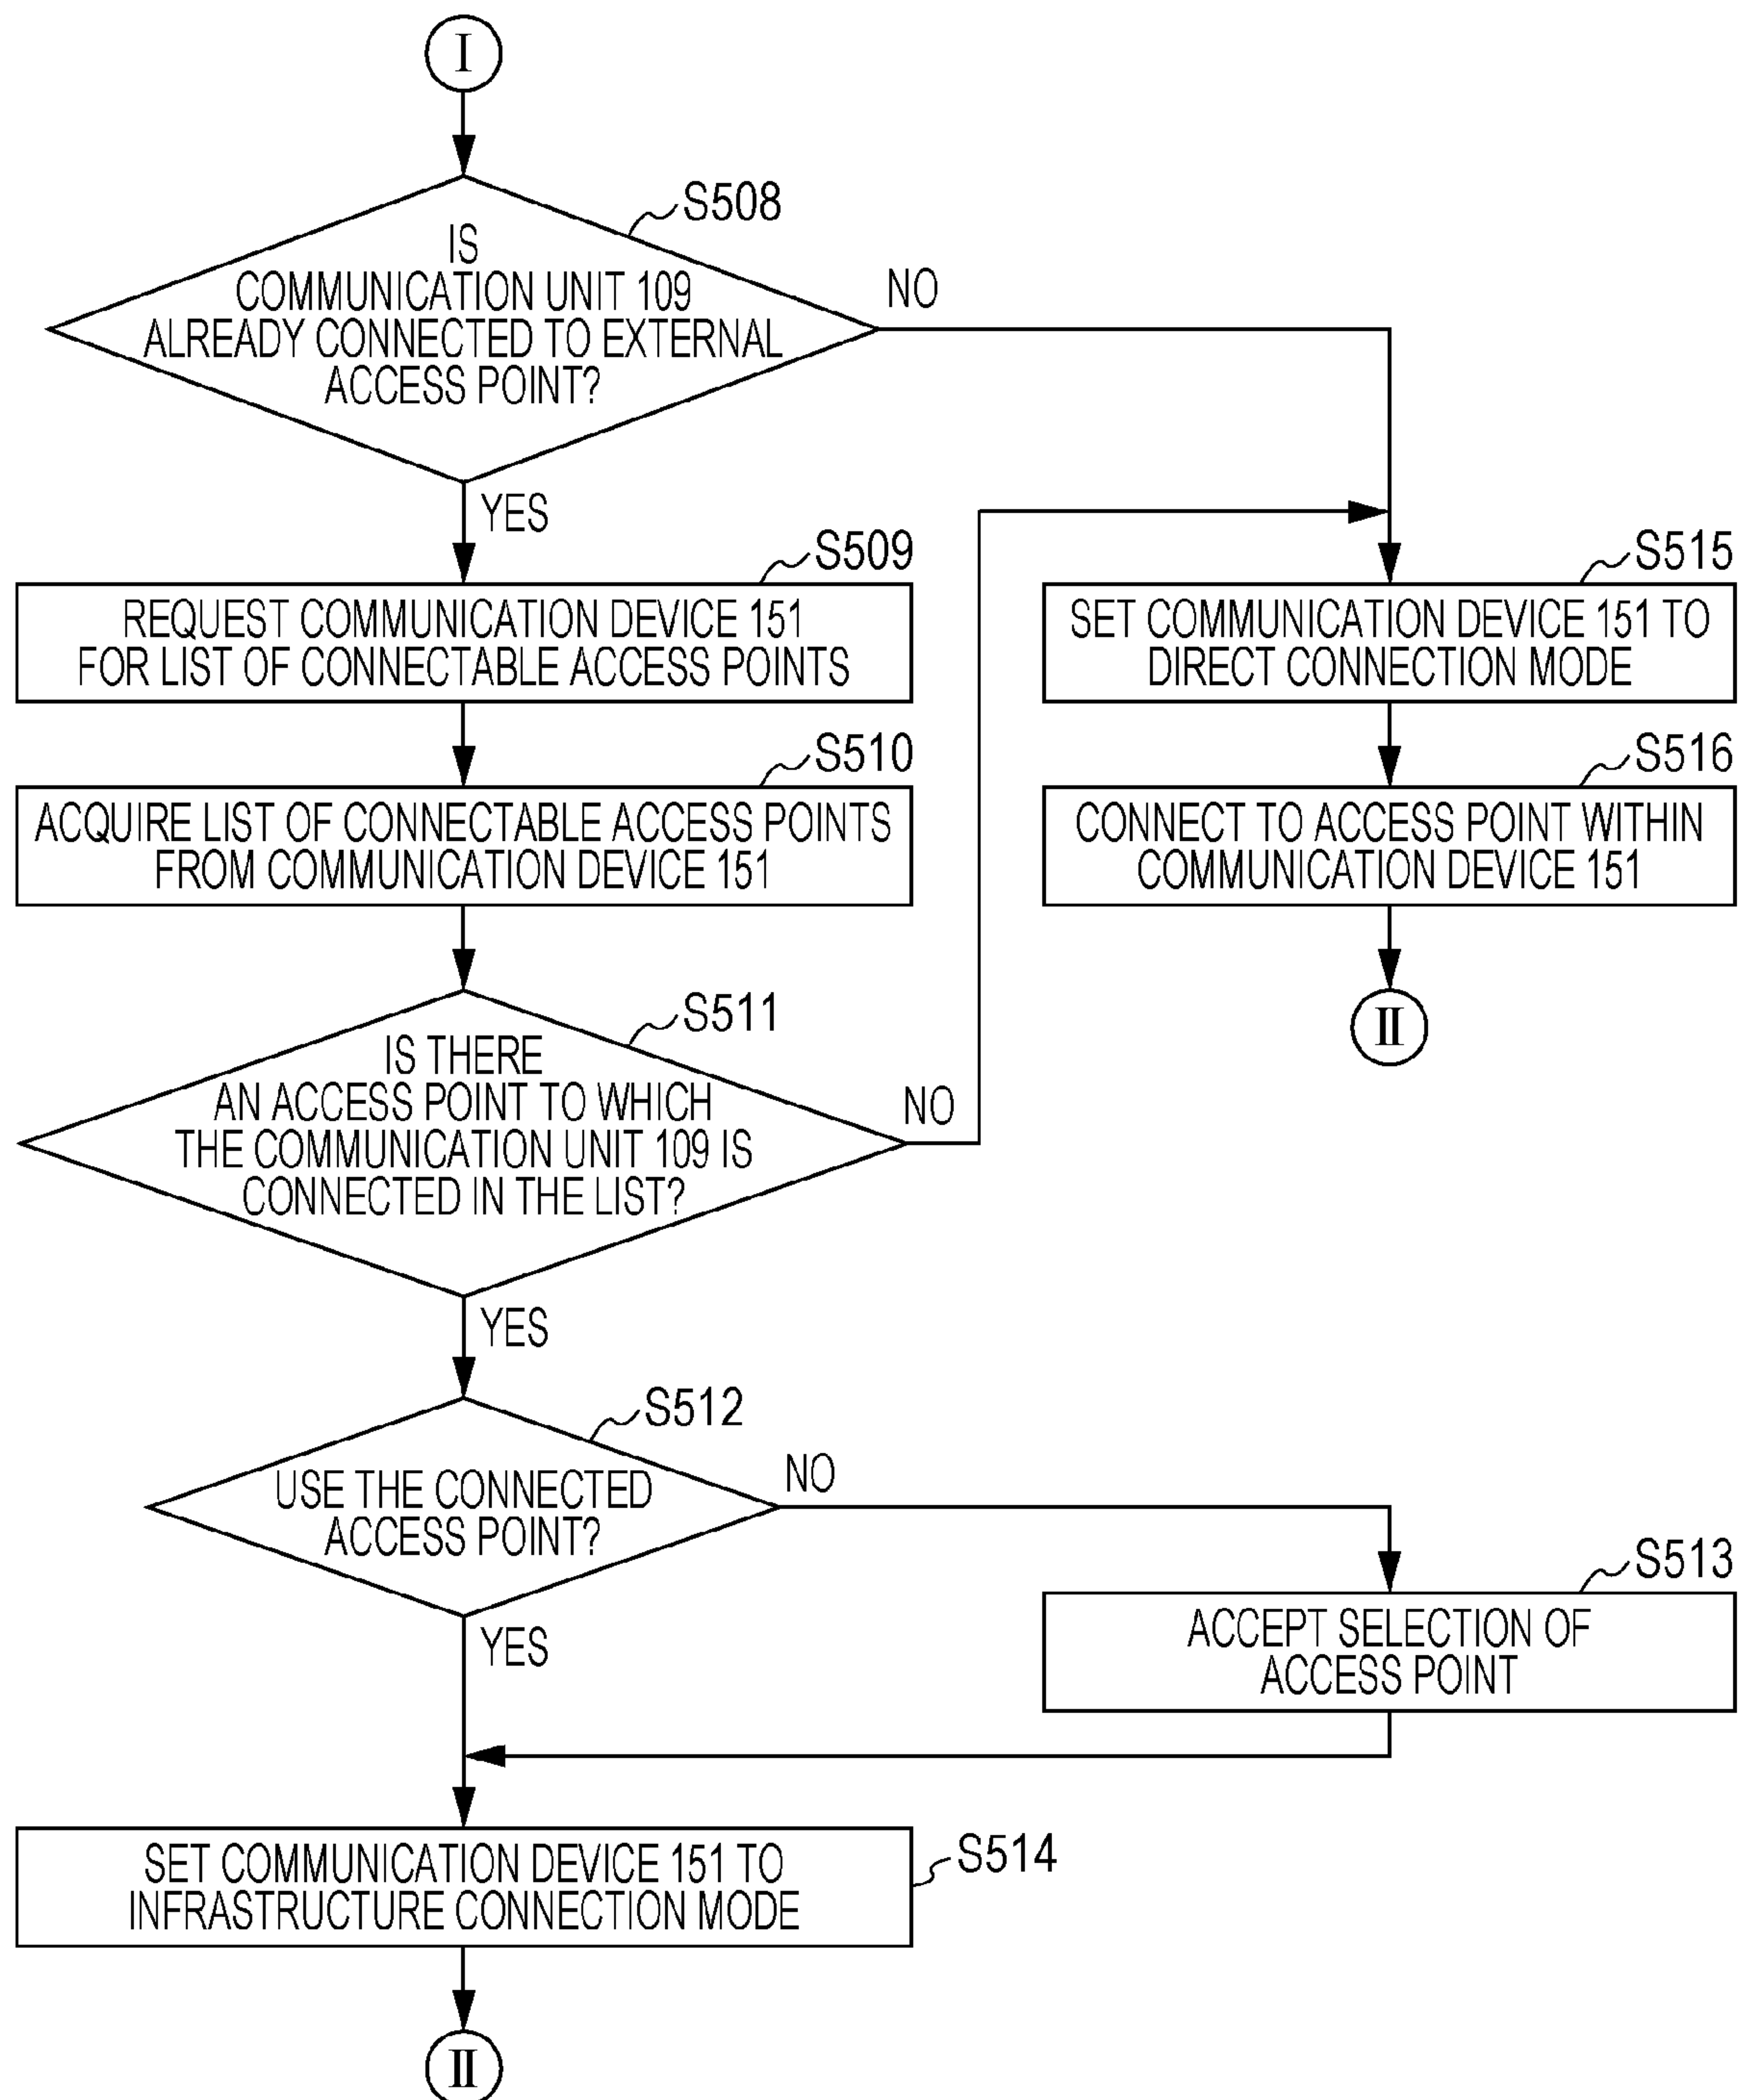 I
S508
IS
COMMUNICATION UNIT 109
ALREADY CONNECTED TO EXTERNAL
ACCESS POINT?
NO
YES
S509
REQUEST COMMUNICATION DEVICE 151
FOR LIST OF CONNECTABLE ACCESS POINTS
S515
SET COMMUNICATION DEVICE 151 TO
DIRECT CONNECTION MODE
S510
ACQUIRE LIST OF CONNECTABLE ACCESS POINTS
FROM COMMUNICATION DEVICE 151
S516
CONNECT TO ACCESS POINT WITHIN
COMMUNICATION DEVICE 151
II
S511
IS THERE
AN ACCESS POINT TO WHICH
THE COMMUNICATION UNIT 109 IS
CONNECTED IN THE LIST?
NO
YES
S512
USE THE CONNECTED
ACCESS POINT?
NO
YES
S513
ACCEPT SELECTION OF
ACCESS POINT
S514
SET COMMUNICATION DEVICE 151 TO
INFRASTRUCTURE CONNECTION MODE
II